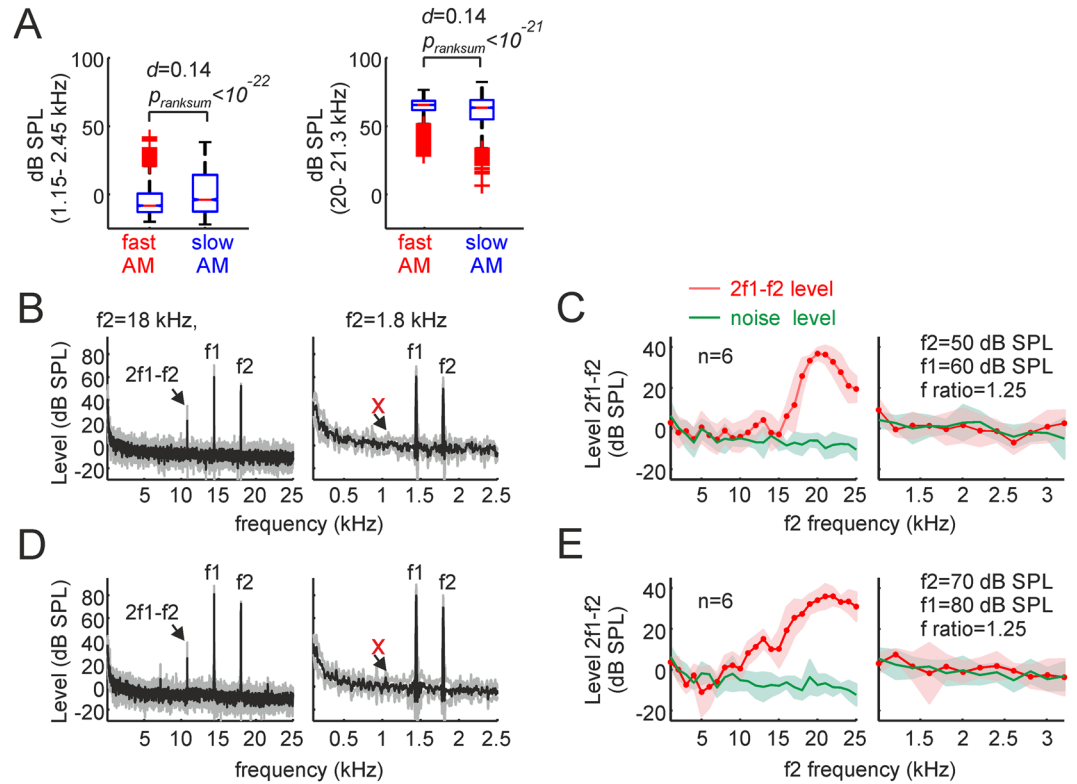 A
d=0.14
pranksum<10-22
dB SPL
(1.15- 2.45 kHz)
100
50
0
fast
AM
slow
AM
d=0.14
pranksum<10-21
dB SPL
(20- 21.3 kHz)
100
50
0
fast
AM
slow
AM
B
f2=18 kHz,
f2=1.8 kHz
Level (dB SPL)
80
60
40
20
0
-20
2f1-f2
f1
f2
X
f1
f2
5
10
15
20
25
0.5
1
1.5
2
2.5
frequency (kHz)
frequency (kHz)
2f1-f2 level
noise level
C
Level 2f1-f2
(dB SPL)
40
20
0
-20
n=6
f2=50 dB SPL
f1=60 dB SPL
f ratio=1.25
5
10
15
20
25
1.2
2
2.6
3
f2 frequency (kHz)
D
Level (dB SPL)
80
60
40
20
0
-20
2f1-f2
f1
f2
X
f1
f2
5
10
15
20
25
0.5
1
1.5
2
2.5
frequency (kHz)
frequency (kHz)
E
Level 2f1-f2
(dB SPL)
40
20
0
-20
n=6
f2=70 dB SPL
f1=80 dB SPL
f ratio=1.25
5
10
15
20
25
1.2
2
2.6
3
f2 frequency (kHz)